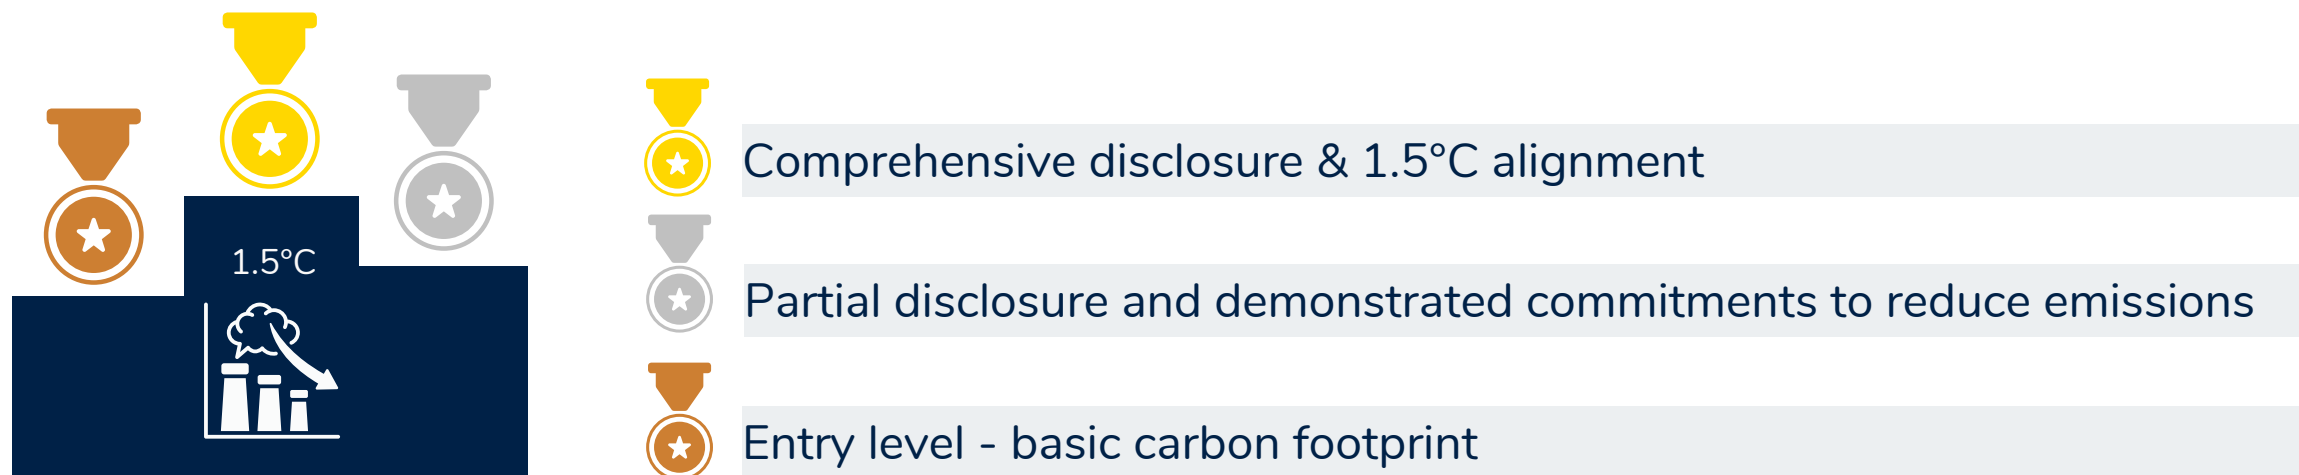 1.5°C
Comprehensive disclosure & 1.5°C alignment
Partial disclosure and demonstrated commitments to reduce emissions
Entry level - basic carbon footprint